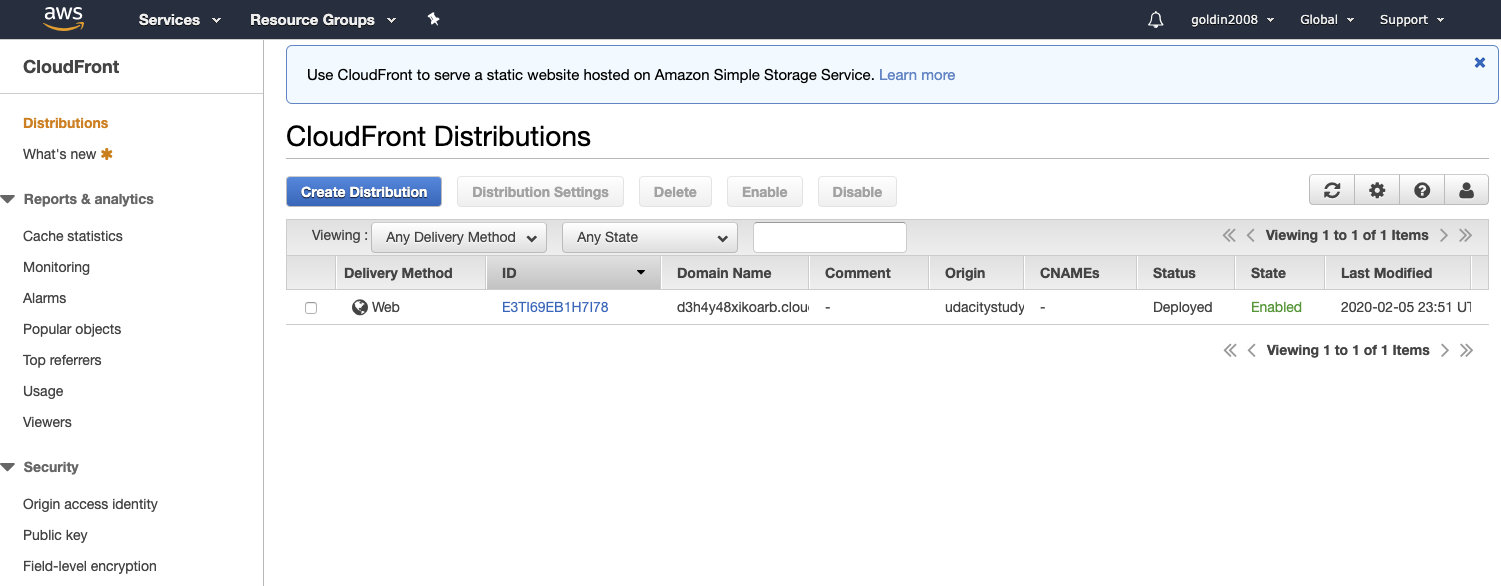 aws Services Resource Groups goldin2008 Global Support
CloudFront
Distributions
What's new
Reports & analytics
Cache statistics
Monitoring
Alarms
Popular objects
Top referrers
Usage
Viewers
Security
Origin access identity
Public key
Field-level encryption
Use CloudFront to serve a static website hosted on Amazon Simple Storage Service. Learn more
CloudFront Distributions
Create Distribution Distribution Settings Delete Enable Disable
Viewing : Any Delivery Method Any State Viewing 1 to 1 of 1 Items
Delivery Method ID Domain Name Comment Origin CNAMEs Status State Last Modified
Web E3TI69EB1H7I78 d3h4y48xikoarb.clou - udacitystudy - Deployed Enabled 2020-02-05 23:51 UT
Viewing 1 to 1 of 1 Items